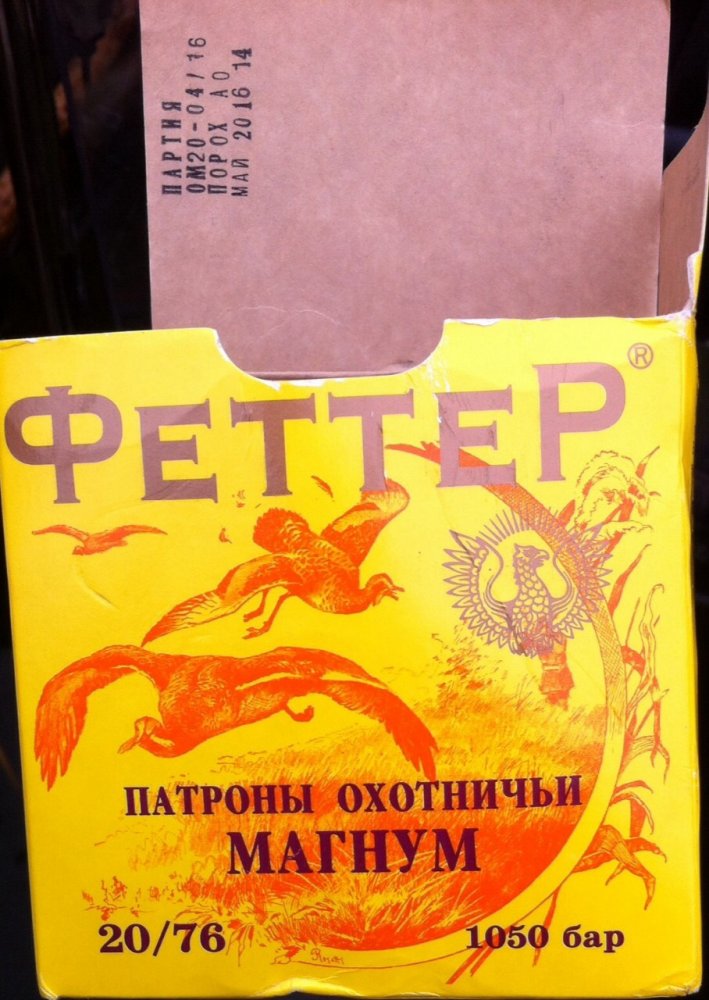 ПАРТИЯ
ОМ20-04/16
ПОРОХ АО
МАЙ 2016 14
ФЕТТЕР®
ПАТРОНЫ ОХОТНИЧЬИ
МАГНУМ
20/76
1050 бар